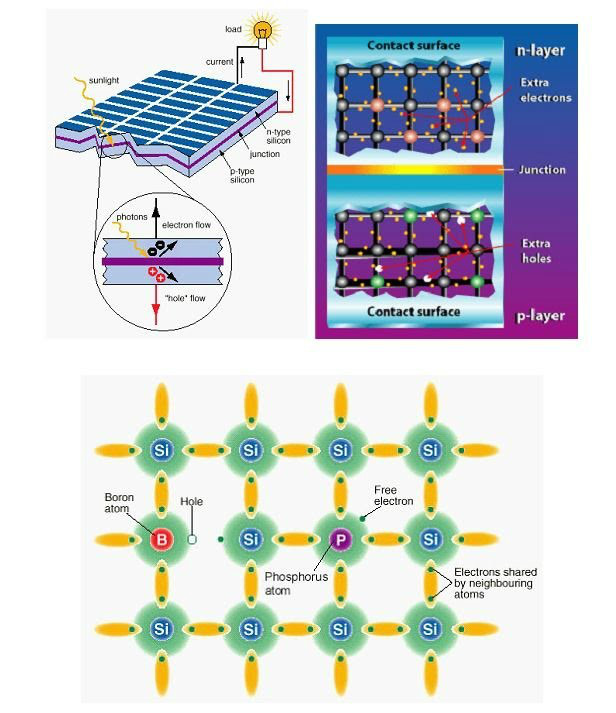 load
current
sunlight
n-type
silicon
junction
p-type
silicon
photons
electron flow
"hole" flow
Contact surface
n-layer
Extra
electrons
Junction
Extra
holes
Contact surface
p-layer
Si
Si
Si
Si
Boron
atom
Hole
Free
electron
B
Si
P
Si
Phosphorus
atom
Electrons shared
by neighbouring
atoms
Si
Si
Si
Si